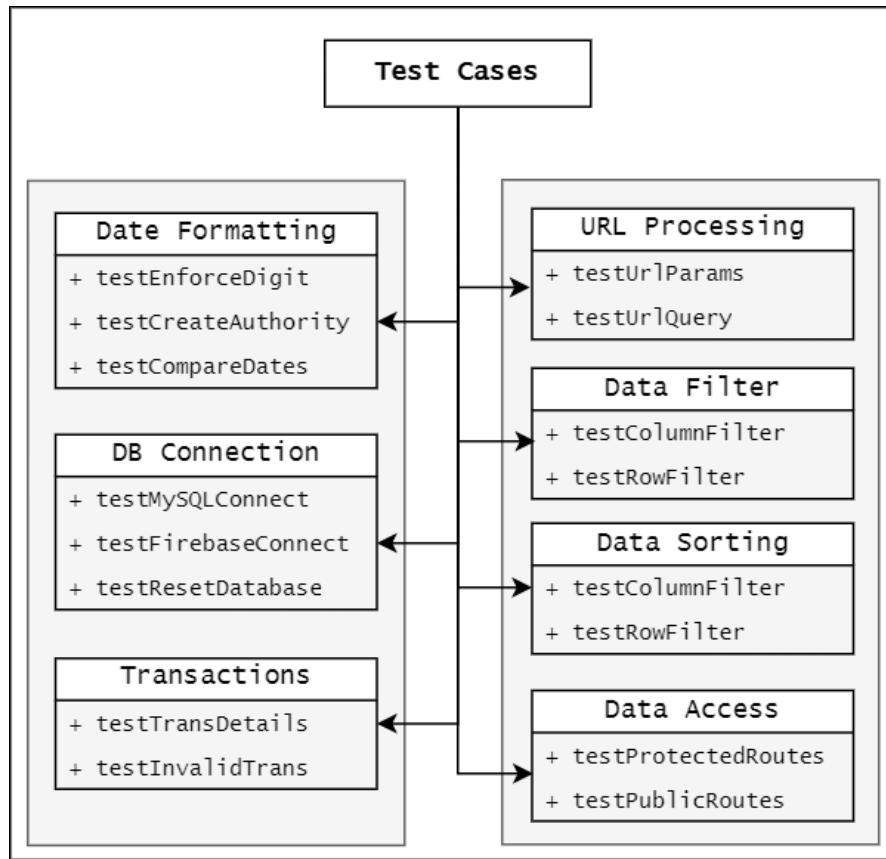 Test Cases
Date Formatting
+ testEnforceDigit
+ testCreateAuthority
+ testCompareDates
DB Connection
+ testMySQLConnect
+ testFirebaseConnect
+ testResetDatabase
Transactions
+ testTransDetails
+ testInvalidTrans
URL Processing
+ testUrlParams
+ testUrlQuery
Data Filter
+ testColumnFilter
+ testRowFilter
Data Sorting
+ testColumnFilter
+ testRowFilter
Data Access
+ testProtectedRoutes
+ testPublicRoutes